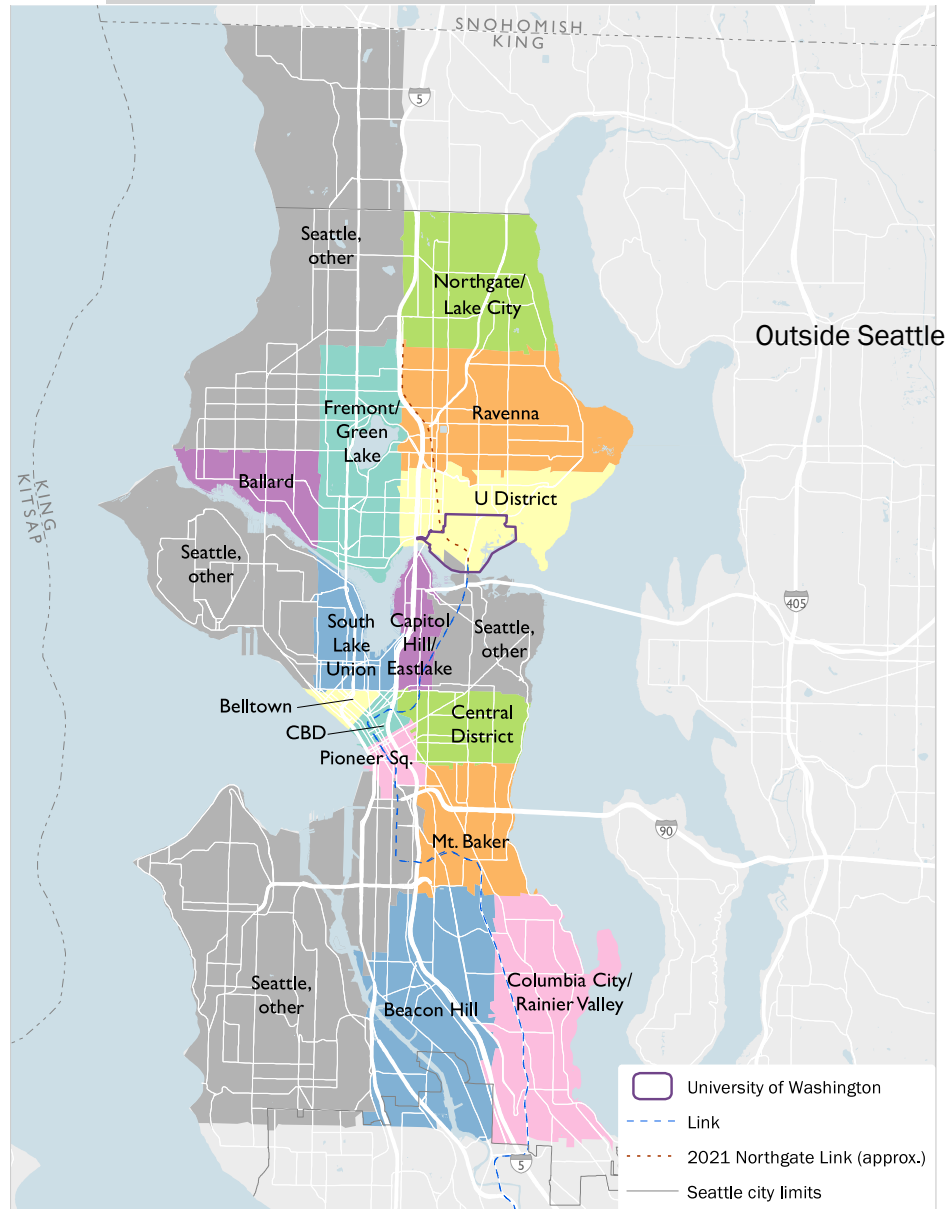 SNOHOMISH
KING
5
Seattle,
other
Northgate/
Lake City
Outside Seattle
Fremont/
Green
Lake
Ravenna
Ballard
U District
KING
KITSAP
Seattle,
other
405
South
Lake
Union
Capitol
Hill/
Eastlake
Seattle,
other
Belltown
Central
District
CBD
Pioneer Sq.
90
Mt. Baker
Seattle,
other
Columbia City/
Rainier Valley
Beacon Hill
5
University of Washington
Link
2021 Northgate Link (approx.)
Seattle city limits